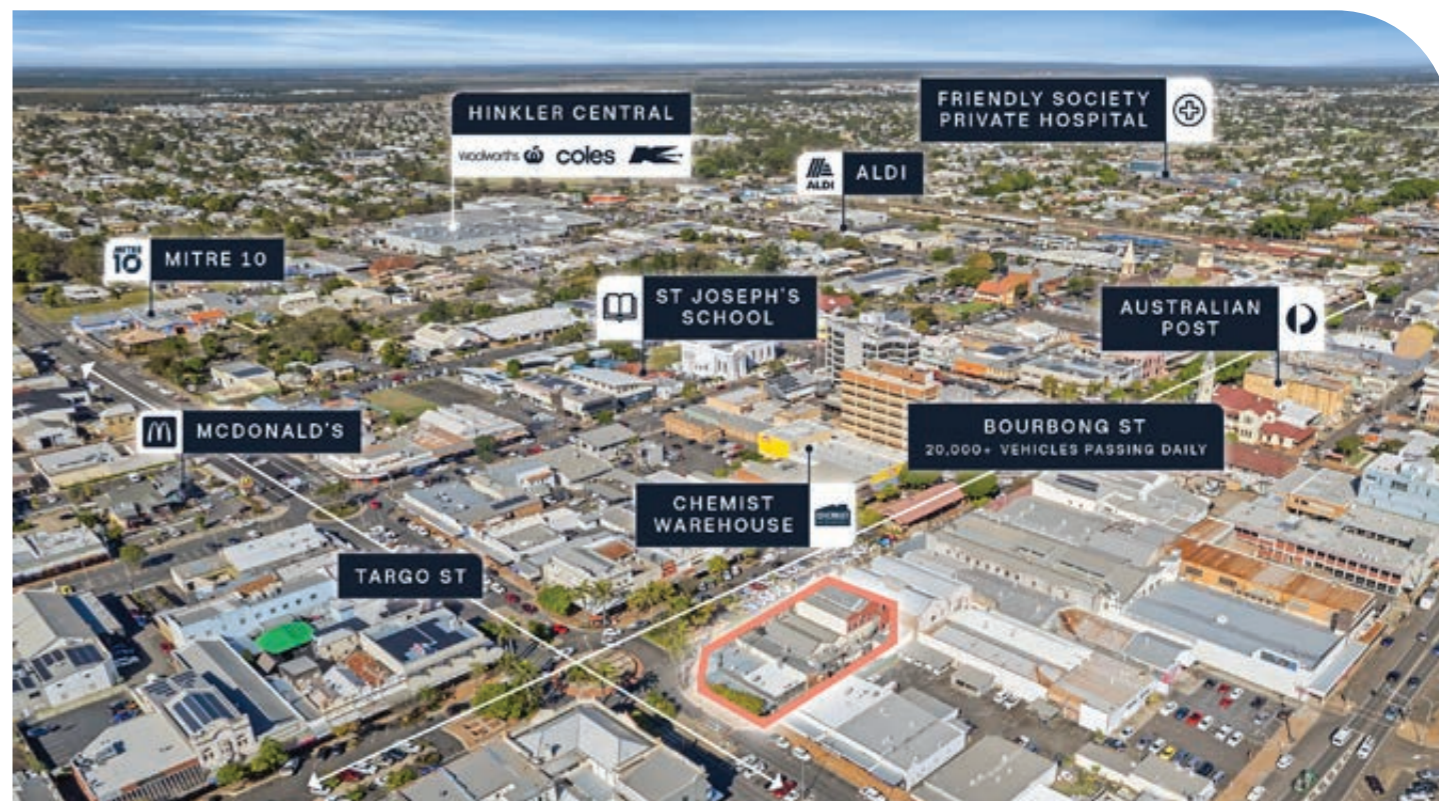 HINKLER CENTRAL
woolworths coles
FRIENDLY SOCIETY
PRIVATE HOSPITAL
ALDI
ALDI
MITRE
10
MITRE 10
ST JOSEPH'S
SCHOOL
AUSTRALIAN
POST
MCDONALD'S
BOURBONG ST
20,000+ VEHICLES PASSING DAILY
CHEMIST
WAREHOUSE
TARGO ST